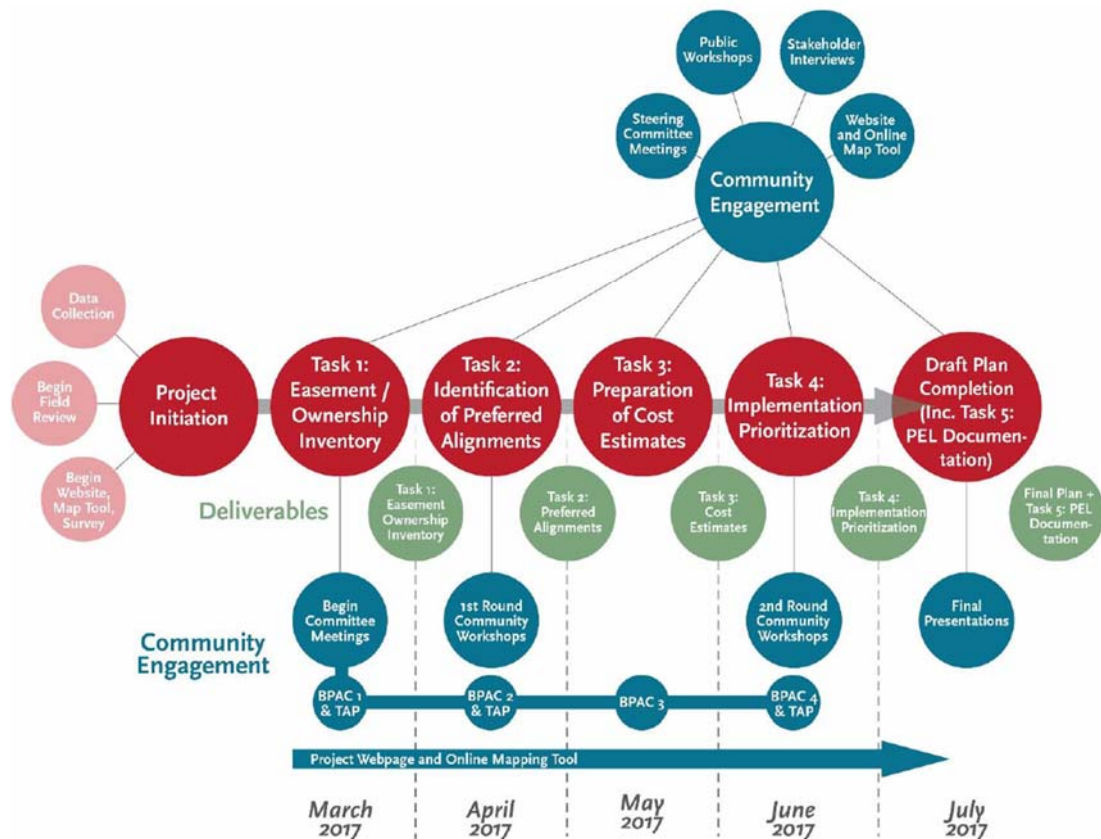 Public
Workshops
Stakeholder
Interviews
Steering
Committee
Meetings
Website
and Online
Map Tool
Community
Engagement
Data
Collection
Begin
Field
Review
Begin
Website,
Map Tool,
Survey
Project
Initiation
Task 1:
Easement /
Ownership
Inventory
Task 2:
Identification
of Preferred
Alignments
Task 3:
Preparation
of Cost
Estimates
Task 4:
Implementation
Prioritization
Draft Plan
Completion
(Inc. Task 5:
PEL Documen-
tation)
Deliverables
Task 1:
Easement
Ownership
Inventory
Task 2:
Preferred
Alignments
Task 3:
Cost
Estimates
Task 4:
Implementation
Prioritization
Final Plan +
Task 5: PEL
Documen-
tation
Community
Engagement
Begin
Committee
Meetings
1st Round
Community
Workshops
2nd Round
Community
Workshops
Final
Presentations
BPAC 1
& TAP
BPAC 2
& TAP
BPAC 3
BPAC 4
& TAP
Project Webpage and Online Mapping Tool
March
2017
April
2017
May
2017
June
2017
July
2017